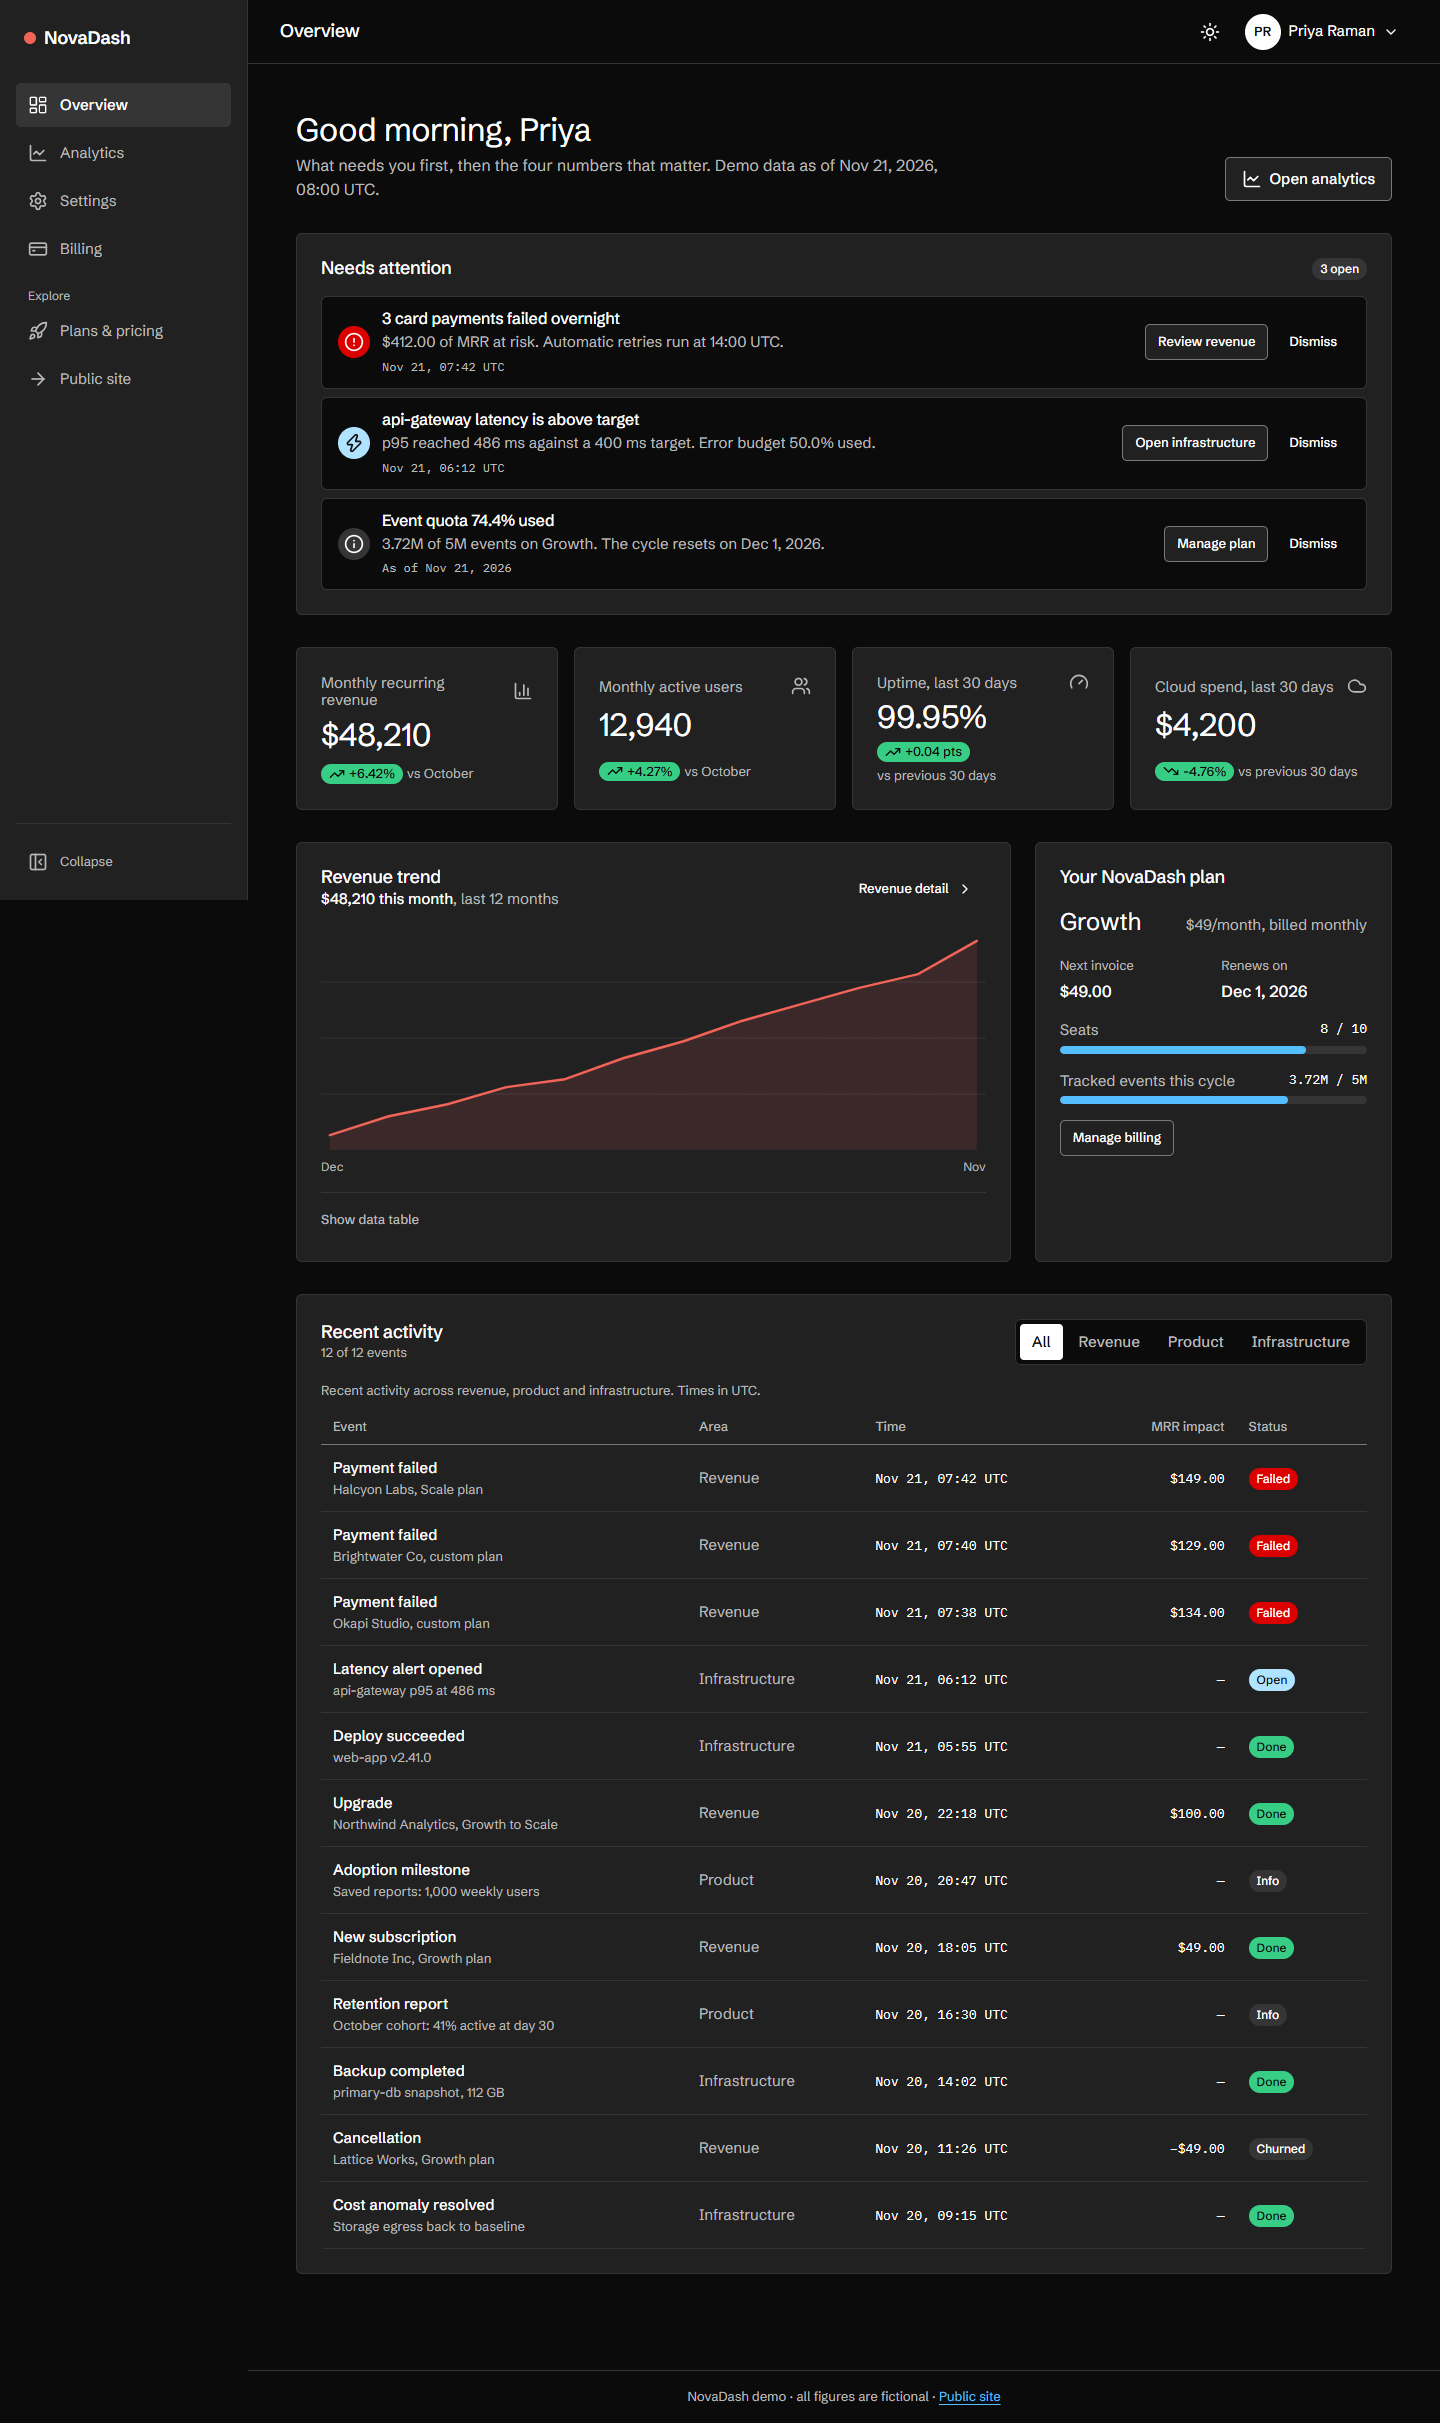 NovaDash
Overview
Analytics
Settings
Billing
Explore
Plans & pricing
Public site
Collapse
Overview
PR
Priya Raman
Good morning, Priya
What needs you first, then the four numbers that matter. Demo data as of Nov 21, 2026,
08:00 UTC.
Open analytics
Needs attention
3 open
3 card payments failed overnight
$412.00 of MRR at risk. Automatic retries run at 14:00 UTC.
Nov 21, 07:42 UTC
Review revenue
Dismiss
api-gateway latency is above target
p95 reached 486 ms against a 400 ms target. Error budget 50.0% used.
Nov 21, 06:12 UTC
Open infrastructure
Dismiss
Event quota 74.4% used
3.72M of 5M events on Growth. The cycle resets on Dec 1, 2026.
As of Nov 21, 2026
Manage plan
Dismiss
Monthly recurring
revenue
$48,210
+6.42% vs October
Monthly active users
12,940
+4.27% vs October
Uptime, last 30 days
99.95%
+0.04 pts
vs previous 30 days
Cloud spend, last 30 days
$4,200
-4.76% vs previous 30 days
Revenue trend
$48,210 this month, last 12 months
Revenue detail
Dec
Nov
Show data table
Your NovaDash plan
Growth
$49/month, billed monthly
Next invoice
$49.00
Renews on
Dec 1, 2026
Seats
8 / 10
Tracked events this cycle
3.72M / 5M
Manage billing
Recent activity
12 of 12 events
All
Revenue
Product
Infrastructure
Recent activity across revenue, product and infrastructure. Times in UTC.
Event Area Time MRR impact Status
Payment failed
Halcyon Labs, Scale plan
Revenue Nov 21, 07:42 UTC $149.00 Failed
Payment failed
Brightwater Co, custom plan
Revenue Nov 21, 07:40 UTC $129.00 Failed
Payment failed
Okapi Studio, custom plan
Revenue Nov 21, 07:38 UTC $134.00 Failed
Latency alert opened
api-gateway p95 at 486 ms
Infrastructure Nov 21, 06:12 UTC – Open
Deploy succeeded
web-app v2.41.0
Infrastructure Nov 21, 05:55 UTC – Done
Upgrade
Northwind Analytics, Growth to Scale
Revenue Nov 20, 22:18 UTC $100.00 Done
Adoption milestone
Saved reports: 1,000 weekly users
Product Nov 20, 20:47 UTC – Info
New subscription
Fieldnote Inc, Growth plan
Revenue Nov 20, 18:05 UTC $49.00 Done
Retention report
October cohort: 41% active at day 30
Product Nov 20, 16:30 UTC – Info
Backup completed
primary-db snapshot, 112 GB
Infrastructure Nov 20, 14:02 UTC – Done
Cancellation
Lattice Works, Growth plan
Revenue Nov 20, 11:26 UTC −$49.00 Churned
Cost anomaly resolved
Storage egress back to baseline
Infrastructure Nov 20, 09:15 UTC – Done
NovaDash demo · all figures are fictional · Public site